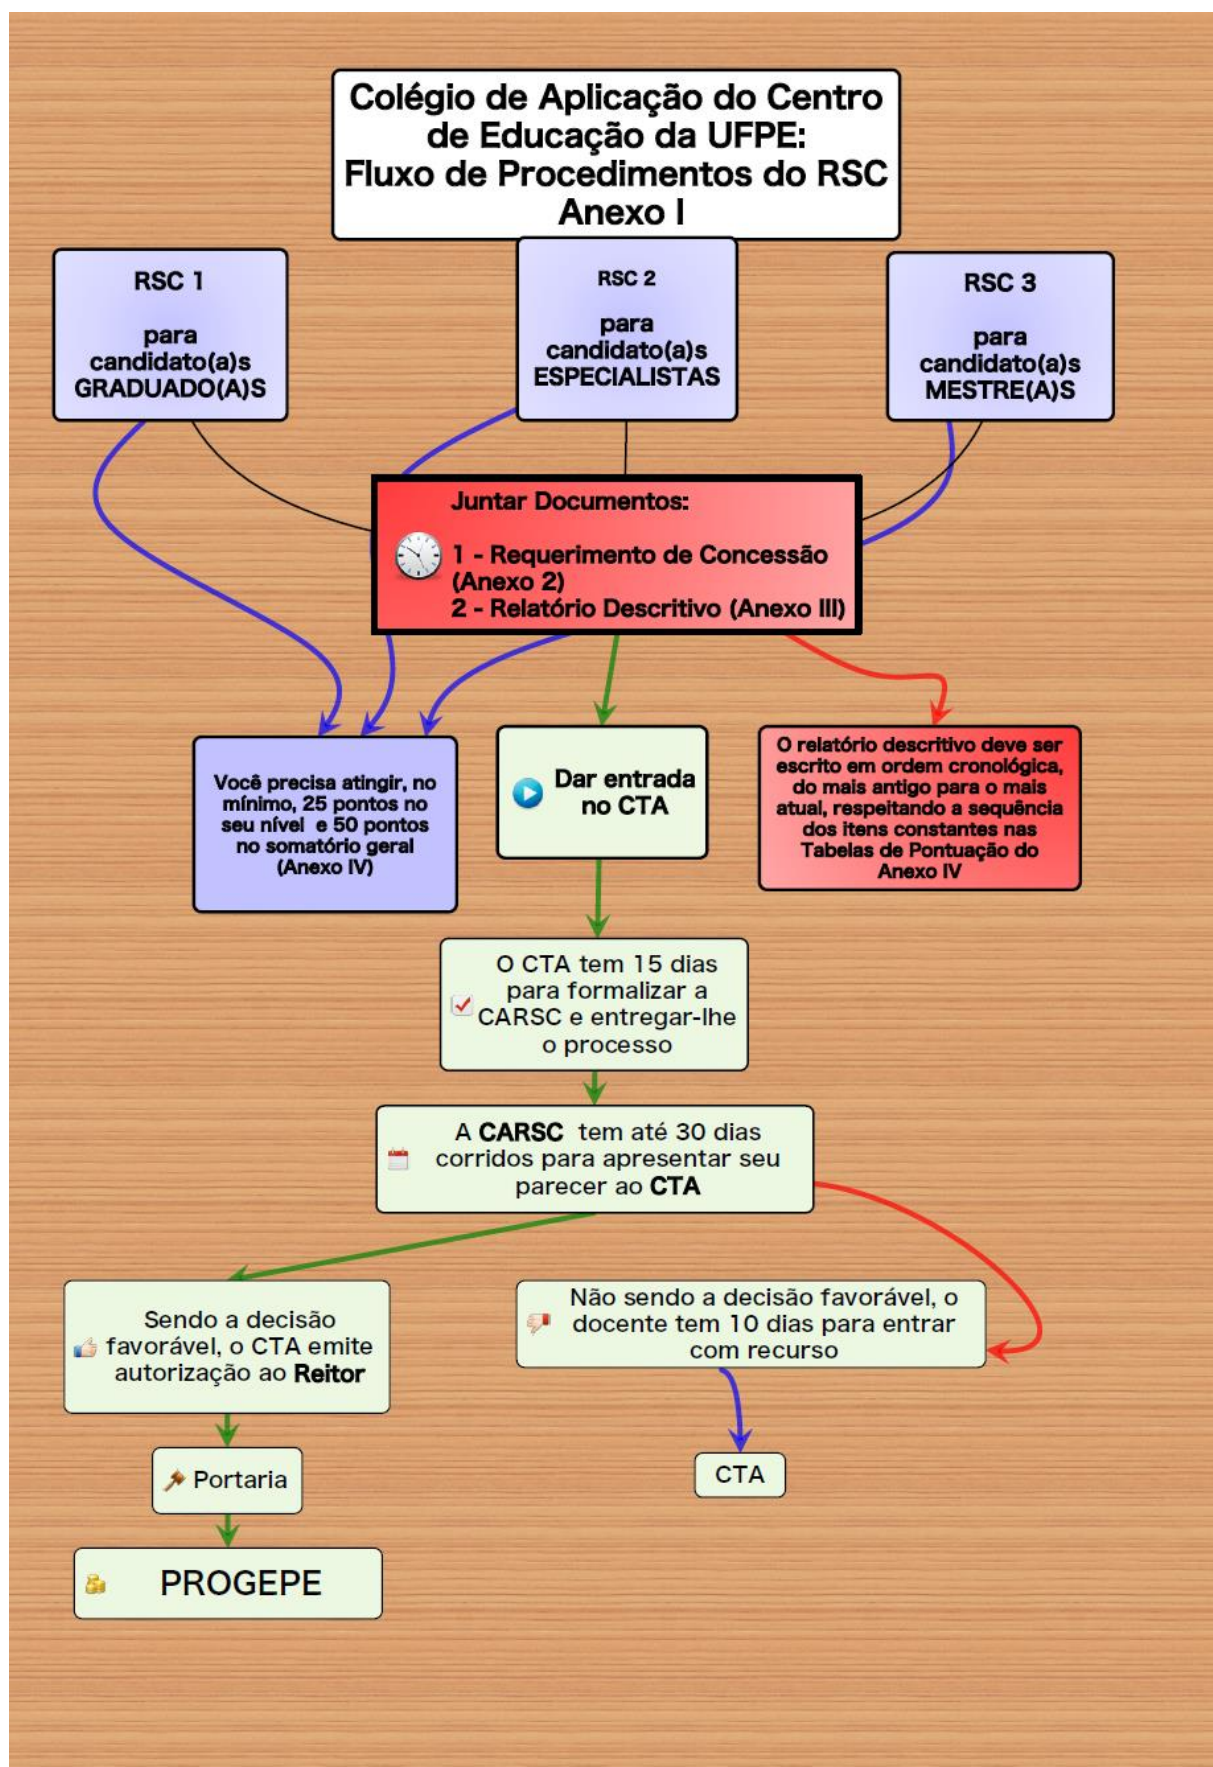 Colégio de Aplicação do Centro
de Educação da UFPE:
Fluxo de Procedimentos do RSC
Anexo I
RSC 1
para
candidato(a)s
GRADUADO(A)S
RSC 2
para
candidato(a)s
ESPECIALISTAS
RSC 3
para
candidato(a)s
MESTRE(A)S
Juntar Documentos:
1 - Requerimento de Concessão
(Anexo 2)
2 - Relatório Descritivo (Anexo III)
Você precisa atingir, no
mínimo, 25 pontos no
seu nível e 50 pontos
no somatório geral
(Anexo IV)
Dar entrada
no CTA
O relatório descritivo deve ser
escrito em ordem cronológica,
do mais antigo para o mais
atual, respeitando a sequência
dos itens constantes nas
Tabelas de Pontuação do
Anexo IV
O CTA tem 15 dias
para formalizar a
CARSC e entregar-lhe
o processo
A CARSC tem até 30 dias
corridos para apresentar seu
parecer ao CTA
Sendo a decisão
favorável, o CTA emite
autorização ao Reitor
Não sendo a decisão favorável, o
docente tem 10 dias para entrar
com recurso
Portaria
CTA
PROGEPE